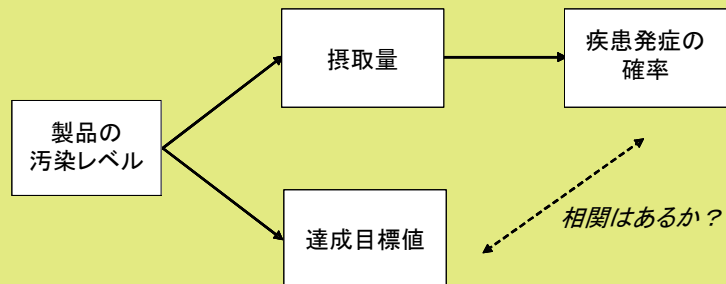 製品の
汚染レベル
摂取量
疾患発症の
確率
達成目標値
相関はあるか？